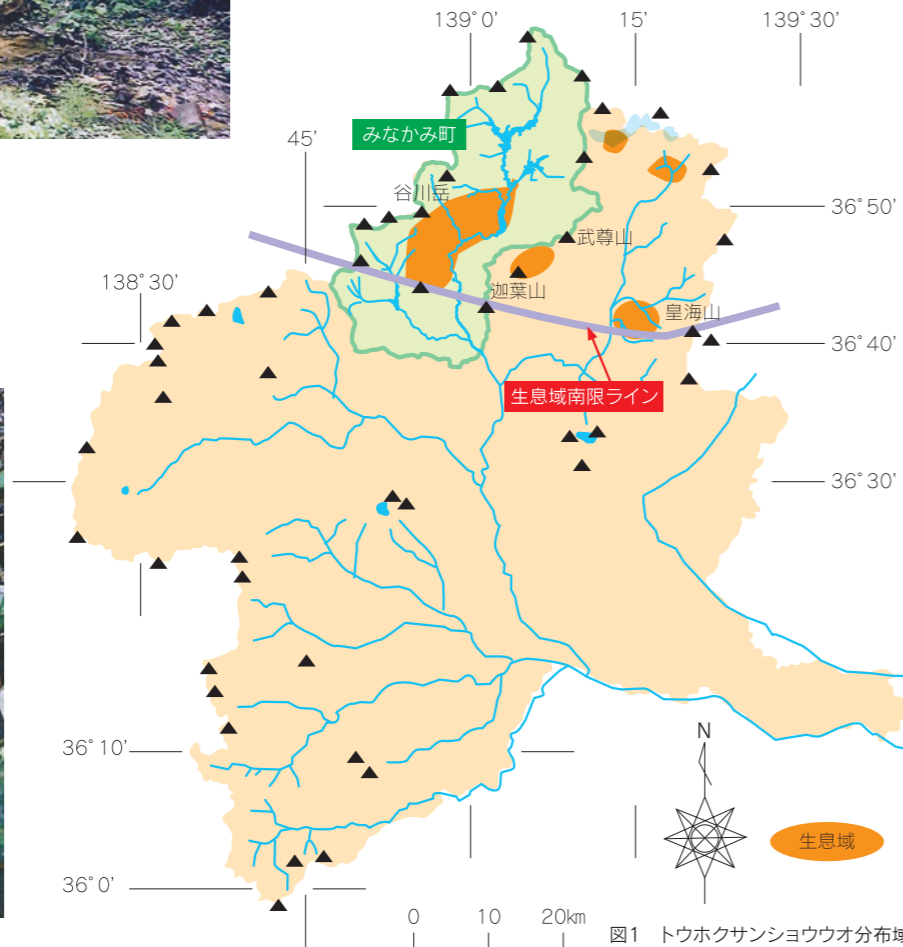 139°0’
15’
139°30’
45’
みなかみ町
谷川岳
36°50’
武尊山
138°30’
迦葉山
皇海山
36°40’
生息域南限ライン
36°30’
N
36°10’
生息域
36°0’
0 10 20km
図1 トウホクサンショウウオ分布域